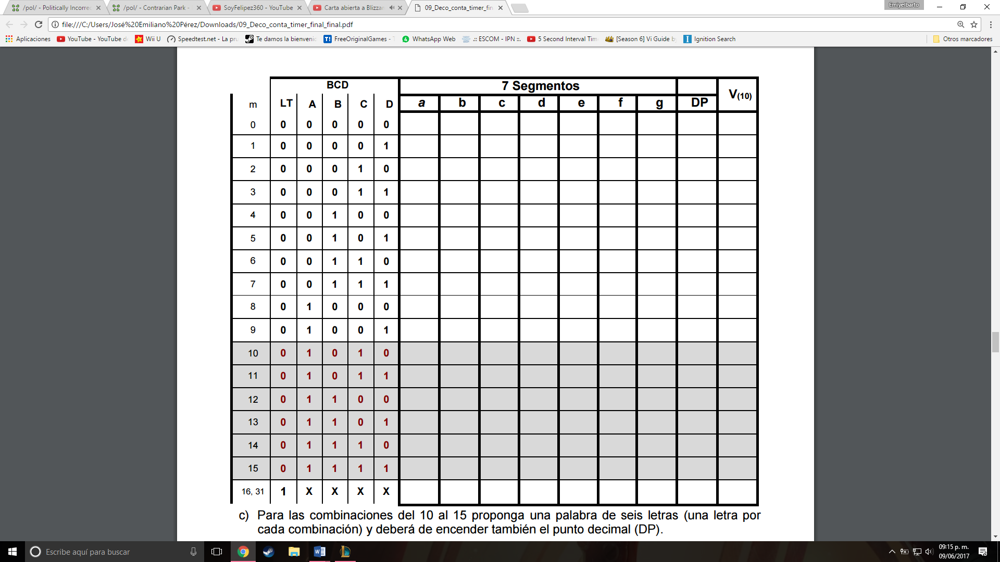 /pol/ - Politically Incorrec
/pol/ - Contrarian Park -
SoyFelipez360 - YouTube
Carta abierta a Blizzar
09_Deco_conta_timer_fin
Emiyelbarto
file:///C:/Users/José%20Emiliano%20Pérez/Downloads/09_Deco_conta_timer_final_final.pdf
Aplicaciones YouTube - YouTube d Wii U Speedtest.net - La pru Te damos la bienvenid FreeOriginalGames - WhatsApp Web .:: ESCOM - IPN ::. 5 Second Interval Tim [Season 6] Vi Guide b Ignition Search Otros marcadores
BCD 7 Segmentos V(10)
m LT A B C D a b c d e f g DP
0 0 0 0 0 0
1 0 0 0 0 1
2 0 0 0 1 0
3 0 0 0 1 1
4 0 0 1 0 0
5 0 0 1 0 1
6 0 0 1 1 0
7 0 0 1 1 1
8 0 1 0 0 0
9 0 1 0 0 1
10 0 1 0 1 0
11 0 1 0 1 1
12 0 1 1 0 0
13 0 1 1 0 1
14 0 1 1 1 0
15 0 1 1 1 1
16, 31 1 X X X X
c) Para las combinaciones del 10 al 15 proponga una palabra de seis letras (una letra por
cada combinación) y deberá de encender también el punto decimal (DP).
Escribe aquí para buscar
09:15 p. m.
09/06/2017